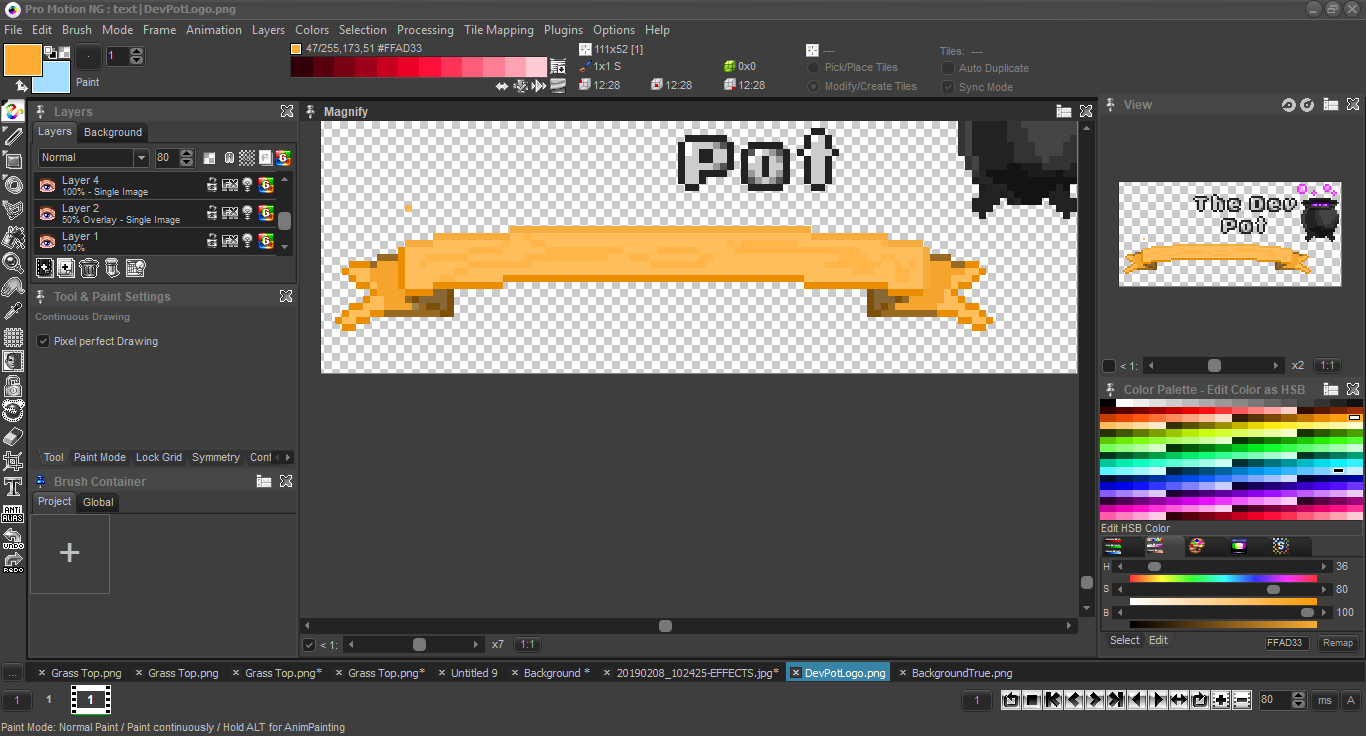 Pro Motion NG : text | DevPotLogo.png
File Edit Brush Mode Frame Animation Layers Colors Selection Processing Tile Mapping Plugins Options Help
47/255,173,51 #FFAD33
111x52 [1]
---
Tiles: ---
1
1x1 S
0x0
Pick/Place Tiles
Auto Duplicate
Paint
12:28
12:28
12:28
Modify/Create Tiles
Sync Mode
Layers
Layers Background
Normal 80
Layer 4
100% - Single Image
Layer 2
50% Overlay - Single Image
Layer 1
100%
Tool & Paint Settings
Continuous Drawing
Pixel perfect Drawing
Tool Paint Mode Lock Grid Symmetry Cont
Brush Container
Project Global
+
ANTI
ALIAS
UNDO
REDO
Magnify
Pot
< 1: x7 1:1
View
The Dev
Pot
< 1: x2 1:1
Color Palette - Edit Color as HSB
Edit HSB Color
H 36
S 80
B 100
Select Edit FFAD33 Remap
... Grass Top.png Grass Top.png Grass Top.png* Grass Top.png* Untitled 9 Background * 20190208_102425-EFFECTS.jpg* DevPotLogo.png BackgroundTrue.png
1 1 1 1 80 ms A
Paint Mode: Normal Paint / Paint continuously / Hold ALT for AnimPainting